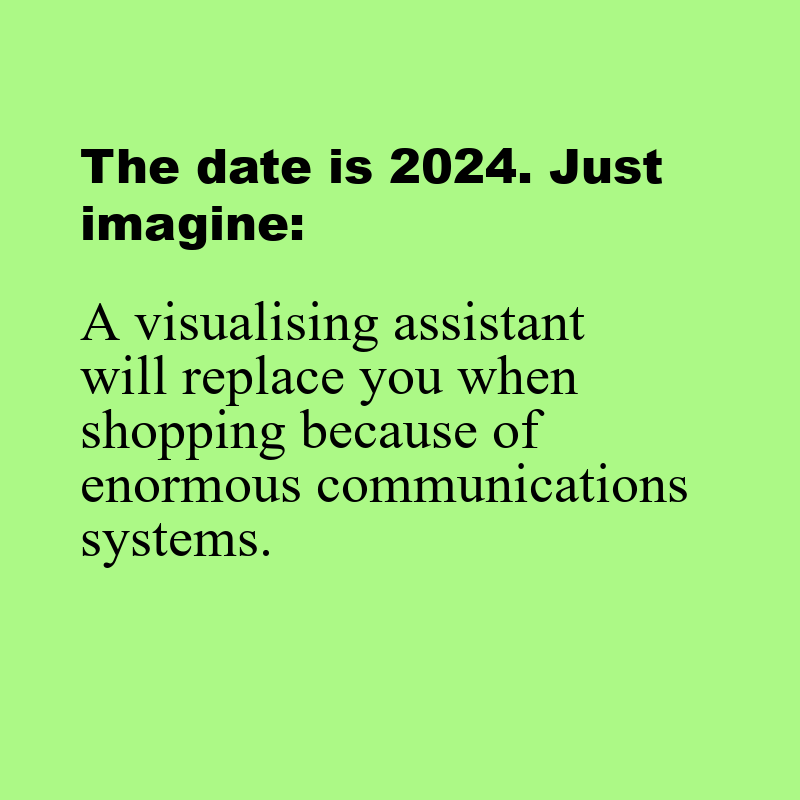 The date is 2024. Just
imagine:
A visualising assistant
will replace you when
shopping because of
enormous communications
systems.